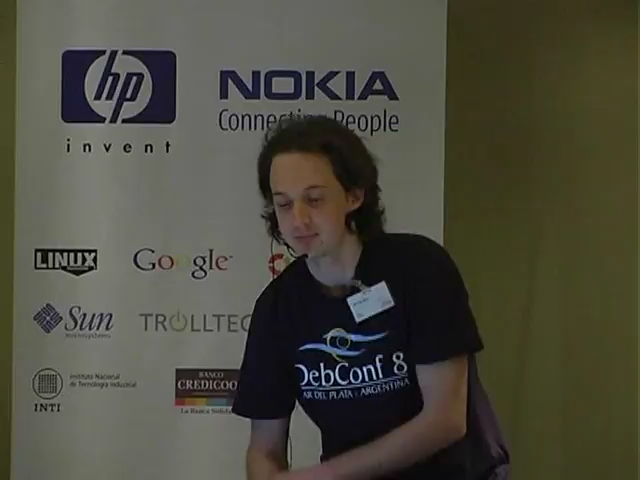 hp
invent
NOKIA
Connecting People
LINUX
Google
Sun
microsystems
TROLLTEC
INTI
Instituto Nacional
de Tecnología Industrial
BANCO
CREDICOO
La Banca Solidar
DebConf 8
AR DEL PLATA - ARGENTINA